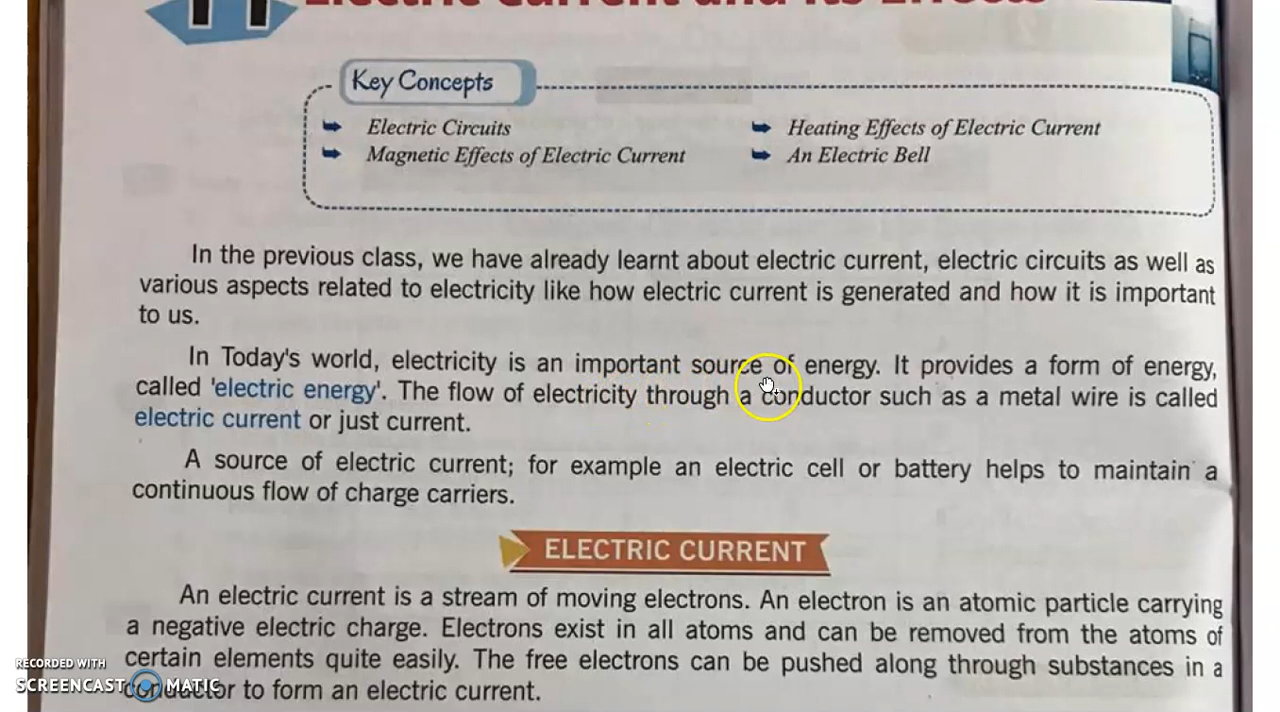 Electric Current and Its Effects
Key Concepts
Electric Circuits
Heating Effects of Electric Current
Magnetic Effects of Electric Current
An Electric Bell
In the previous class, we have already learnt about electric current, electric circuits as well as
various aspects related to electricity like how electric current is generated and how it is important
to us.
In Today's world, electricity is an important source of energy. It provides a form of energy,
called 'electric energy'. The flow of electricity through a conductor such as a metal wire is called
electric current or just current.
A source of electric current; for example an electric cell or battery helps to maintain a
continuous flow of charge carriers.
ELECTRIC CURRENT
An electric current is a stream of moving electrons. An electron is an atomic particle carrying
a negative electric charge. Electrons exist in all atoms and can be removed from the atoms of
certain elements quite easily. The free electrons can be pushed along through substances in a
conductor to form an electric current.
RECORDED WITH
SCREENCAST MATIC